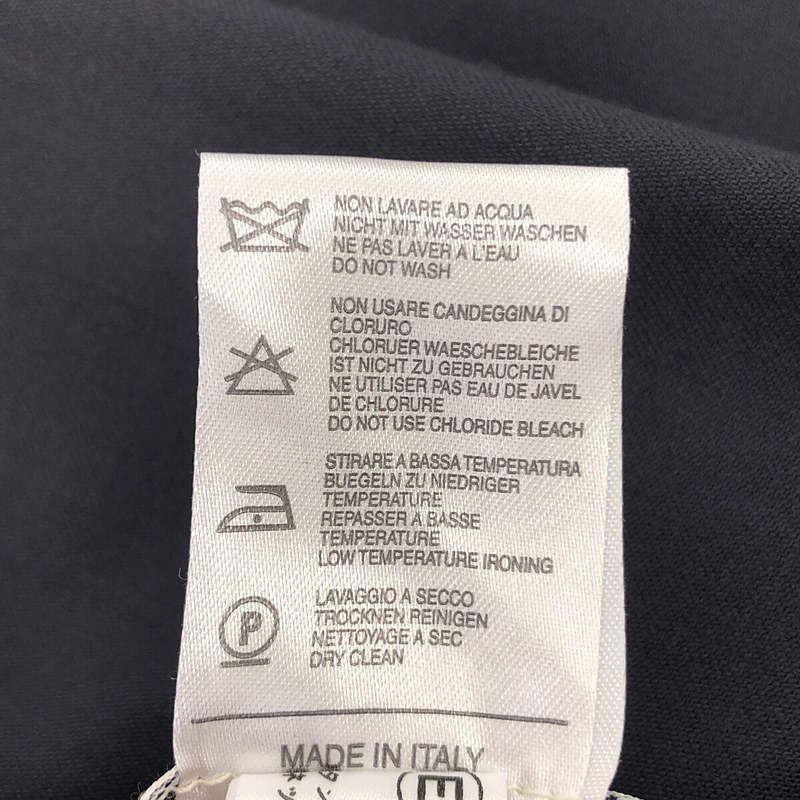 NON LAVARE AD ACQUA
NICHT MIT WASSER WASCHEN
NE PAS LAVER A L'EAU
DO NOT WASH
NON USARE CANDEGGINA DI
CLORURO
CHLORUER WAESCHEBLEICHE
IST NICHT ZU GEBRAUCHEN
NE UTILISER PAS EAU DE JAVEL
DE CHLORURE
DO NOT USE CHLORIDE BLEACH
STIRARE A BASSA TEMPERATURA
BUEGELN ZU NIEDRIGER
TEMPERATURE
REPASSER A BASSE
TEMPERATURE
LOW TEMPERATURE IRONING
P
LAVAGGIO A SECCO
TROCKNEN REINIGEN
NETTOYAGE A SEC
DRY CLEAN
MADE IN ITALY